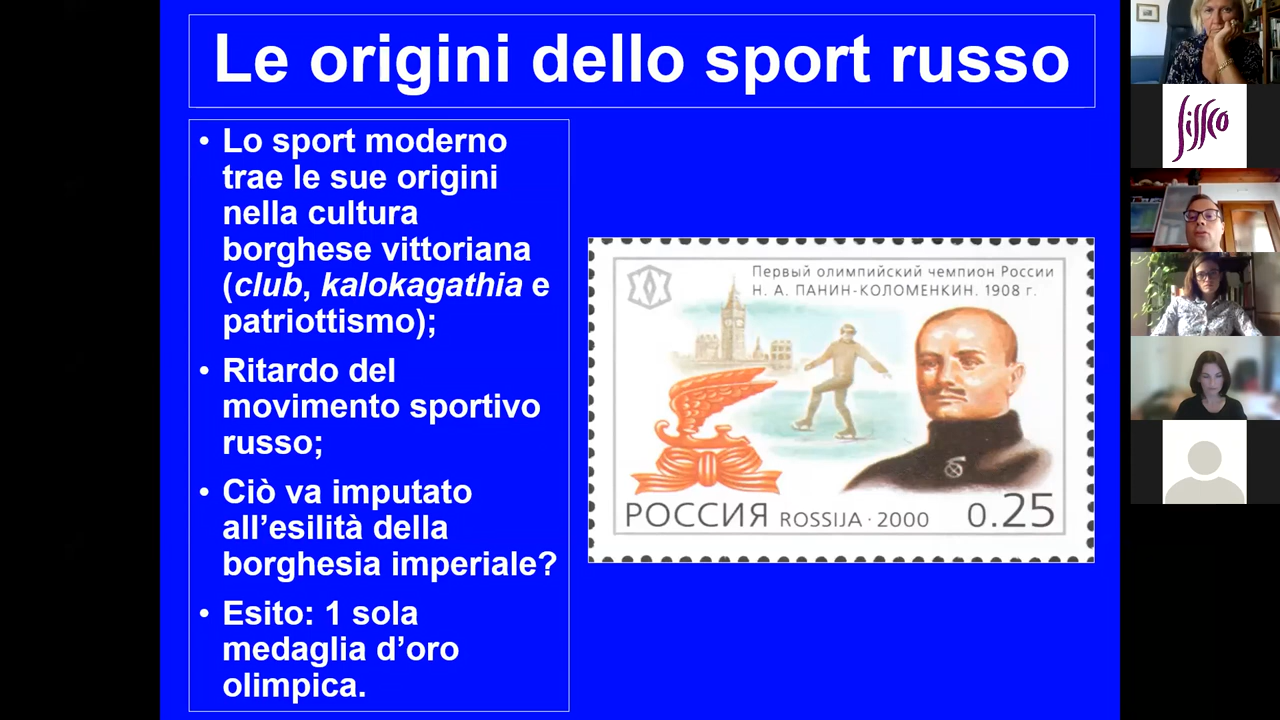 Le origini dello sport russo
• Lo sport moderno
trae le sue origini
nella cultura
borghese vittoriana
(club, kalokagathia e
patriottismo);
• Ritardo del
movimento sportivo
russo;
• Ciò va imputato
all’esilità della
borghesia imperiale?
• Esito: 1 sola
medaglia d’oro
olimpica.
Первый олимпийский чемпион России
Н. А. ПАНИН-КОЛОМЕНКИН. 1908 г.
РОССИЯ ROSSIJA · 2000 0.25